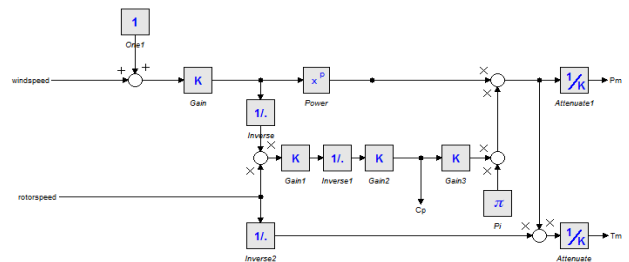 1
One1
windspeed
K
Gain
x^p
Power
1/K
Attenuate1
Pm
1/.
Inverse
K
Gain1
1/.
Inverse1
K
Gain2
K
Gain3
Cp
π
Pi
rotorspeed
1/.
Inverse2
1/K
Attenuate
Tm